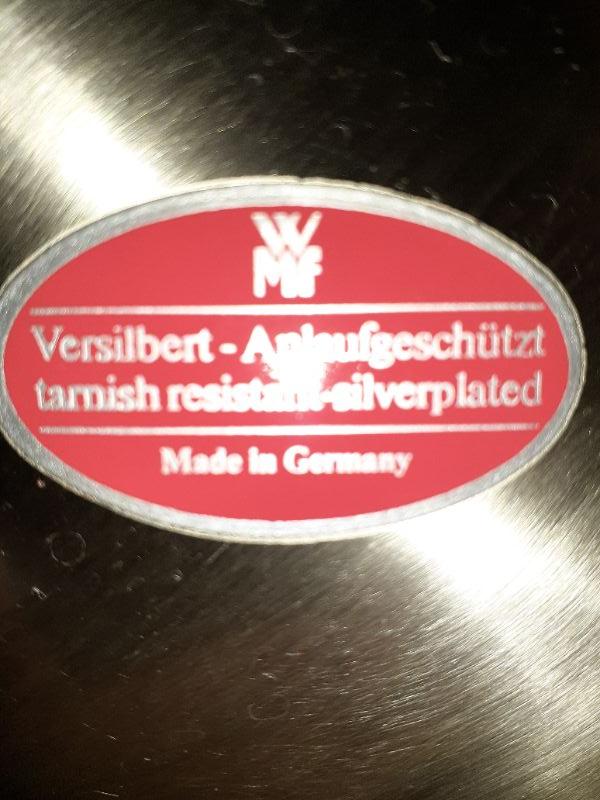 WMF
Versilbert - Anlaufgeschützt
tarnish resistant-silverplated
Made in Germany